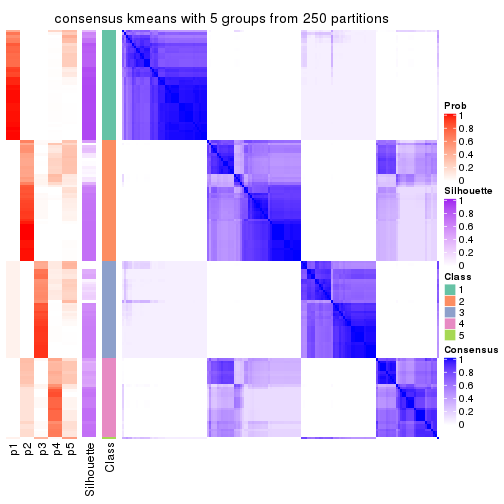 consensus kmeans with 5 groups from 250 partitions
p1
p2
p3
p4
p5
Silhouette
Class
Prob
1
0.8
0.6
0.4
0.2
0
Silhouette
1
0.8
0.6
0.4
0.2
0
Class
1
2
3
4
5
Consensus
1
0.8
0.6
0.4
0.2
0